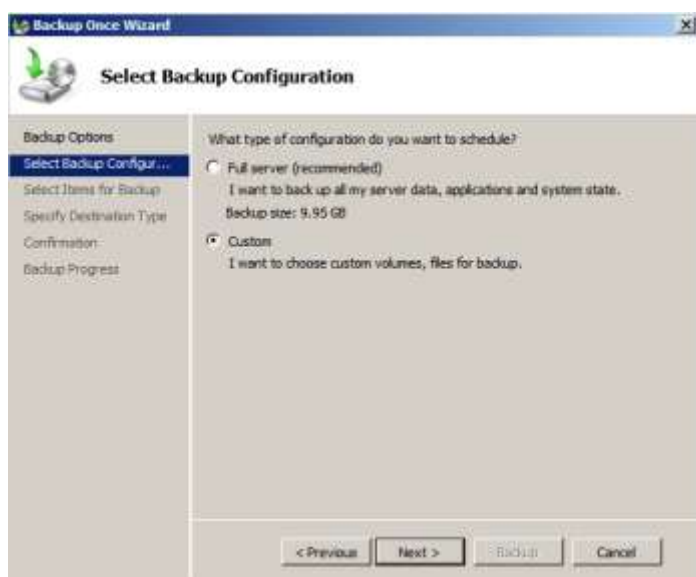 Backup Once Wizard
Select Backup Configuration
Backup Options
Select Backup Configur...
Select Items for Backup
Specify Destination Type
Confirmation
Backup Progress
What type of configuration do you want to schedule?
Full server (recommended)
I want to back up all my server data, applications and system state.
Backup size: 9.95 GB
Custom
I want to choose custom volumes, files for backup.
< Previous
Next >
Backup
Cancel